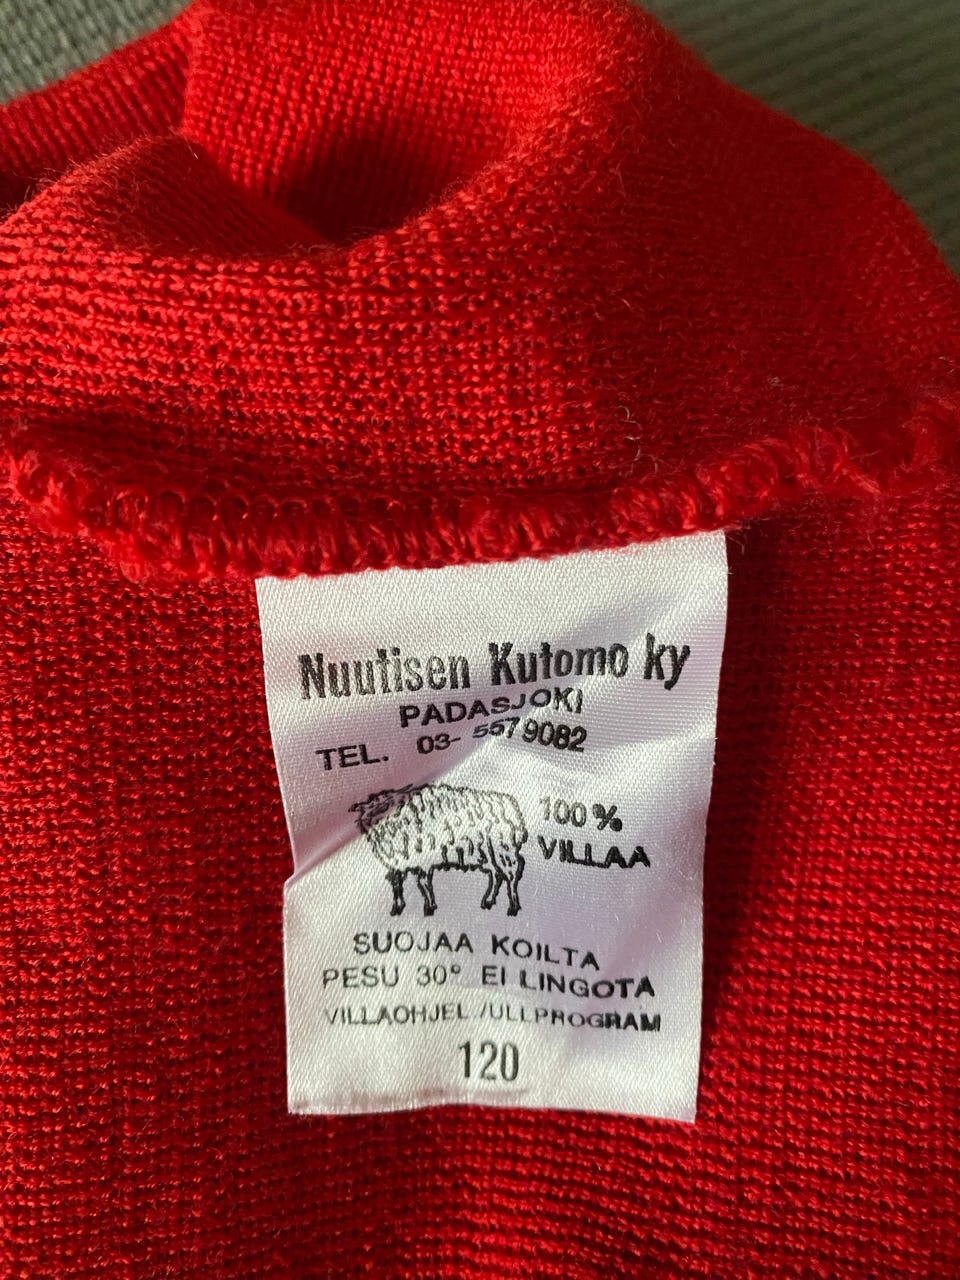 Nuutisen Kutomo ky
PADASJOKI
TEL. 03- 5579082
100%
VILLAA
SUOJAA KOILTA
PESU 30° EI LINGOTA
VILLAOHJEL/ULLPROGRAM
120